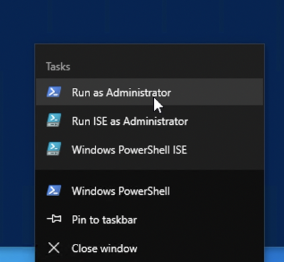 Tasks
Run as Administrator
Run ISE as Administrator
Windows PowerShell ISE
Windows PowerShell
Pin to taskbar
Close window